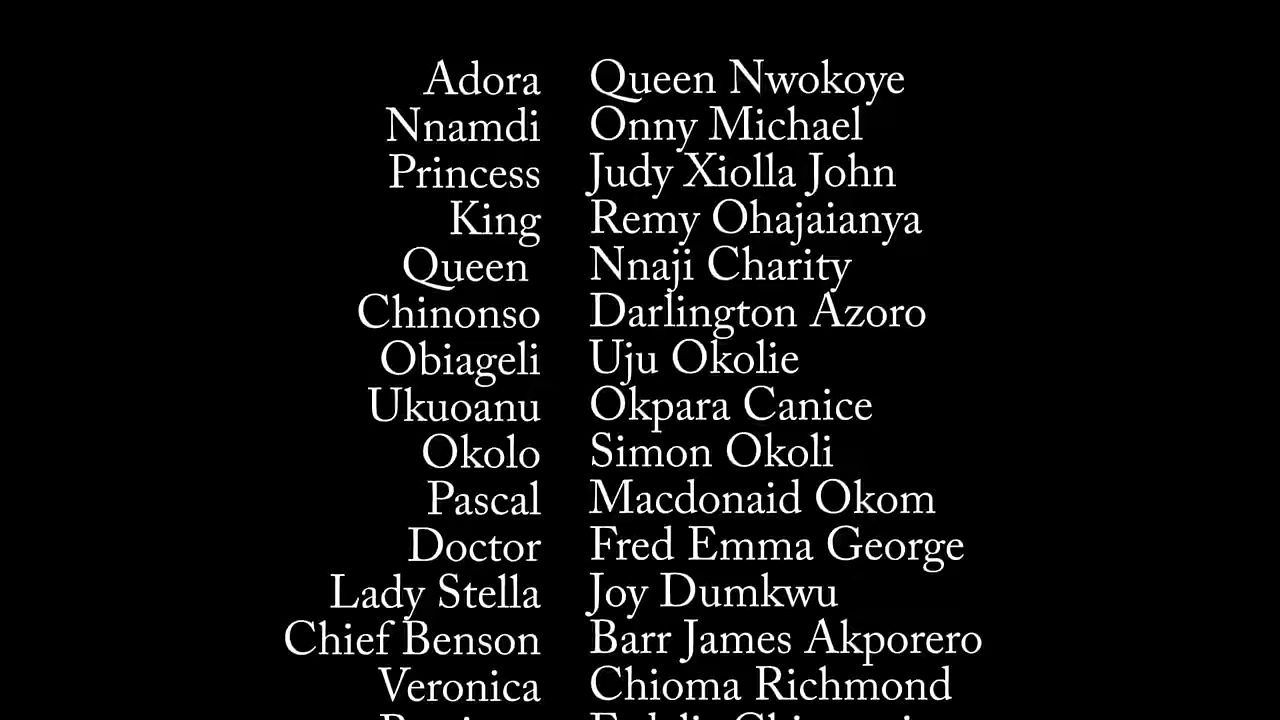 Adora Queen Nwokoye
Nnamdi Onny Michael
Princess Judy Xiolla John
King Remy Ohajaianya
Queen Nnaji Charity
Chinonso Darlington Azoro
Obiageli Uju Okolie
Ukuoanu Okpara Canice
Okolo Simon Okoli
Pascal Macdonaid Okom
Doctor Fred Emma George
Lady Stella Joy Dumkwu
Chief Benson Barr James Akporero
Veronica Chioma Richmond